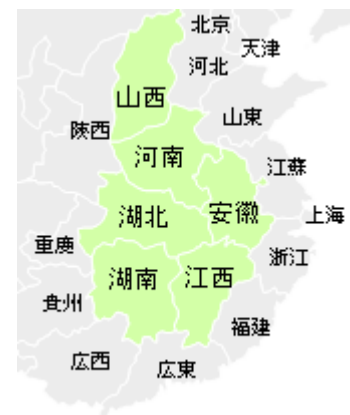 北京
天津
河北
山西
山東
陝西
河南
江蘇
湖北
安徽
上海
重慶
浙江
湖南
江西
貴州
福建
広西
広東